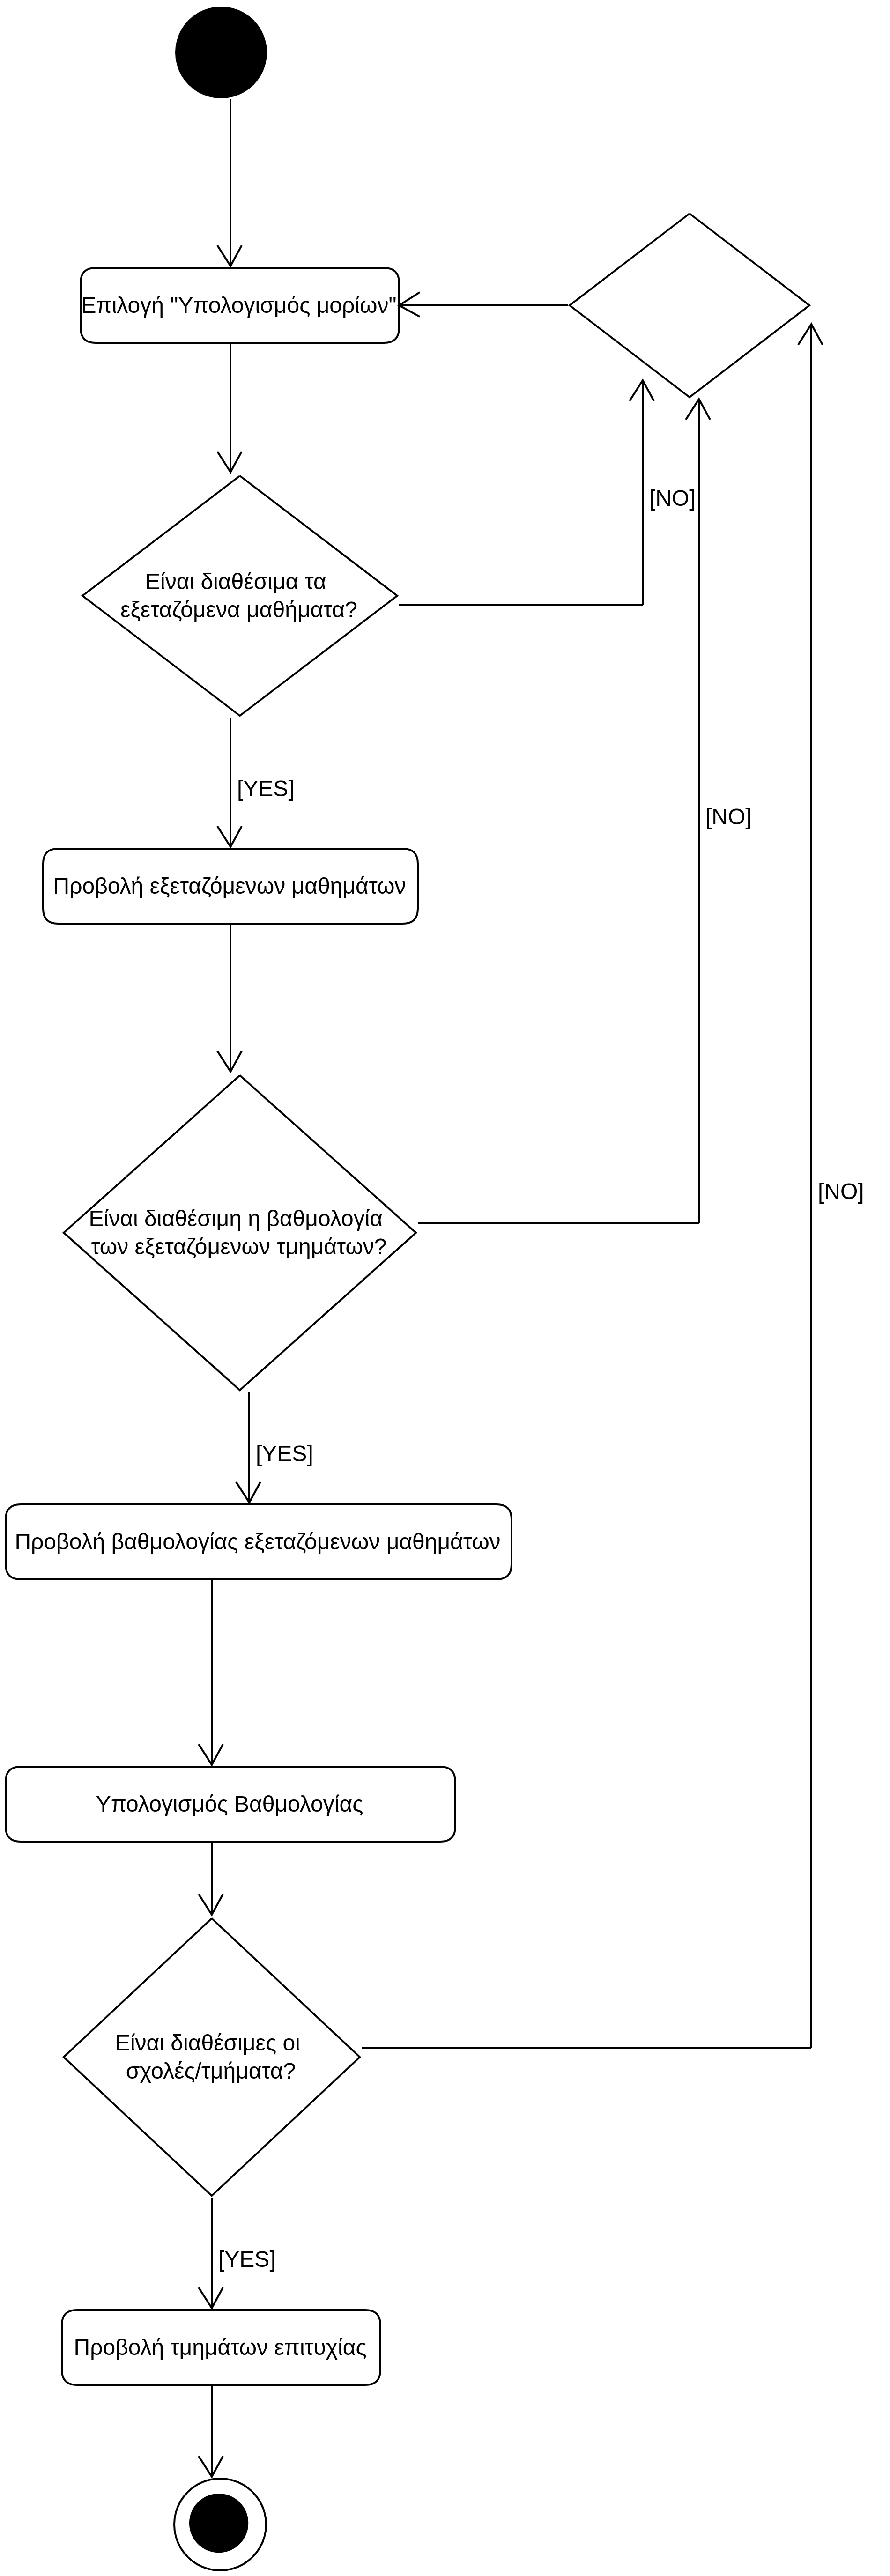 Επιλογή "Υπολογισμός μορίων"
[NO]
Είναι διαθέσιμα τα
εξεταζόμενα μαθήματα?
[YES]
[NO]
Προβολή εξεταζόμενων μαθημάτων
[NO]
Είναι διαθέσιμη η βαθμολογία
των εξεταζόμενων τμημάτων?
[YES]
Προβολή βαθμολογίας εξεταζόμενων μαθημάτων
Υπολογισμός Βαθμολογίας
Είναι διαθέσιμες οι
σχολές/τμήματα?
[YES]
Προβολή τμημάτων επιτυχίας